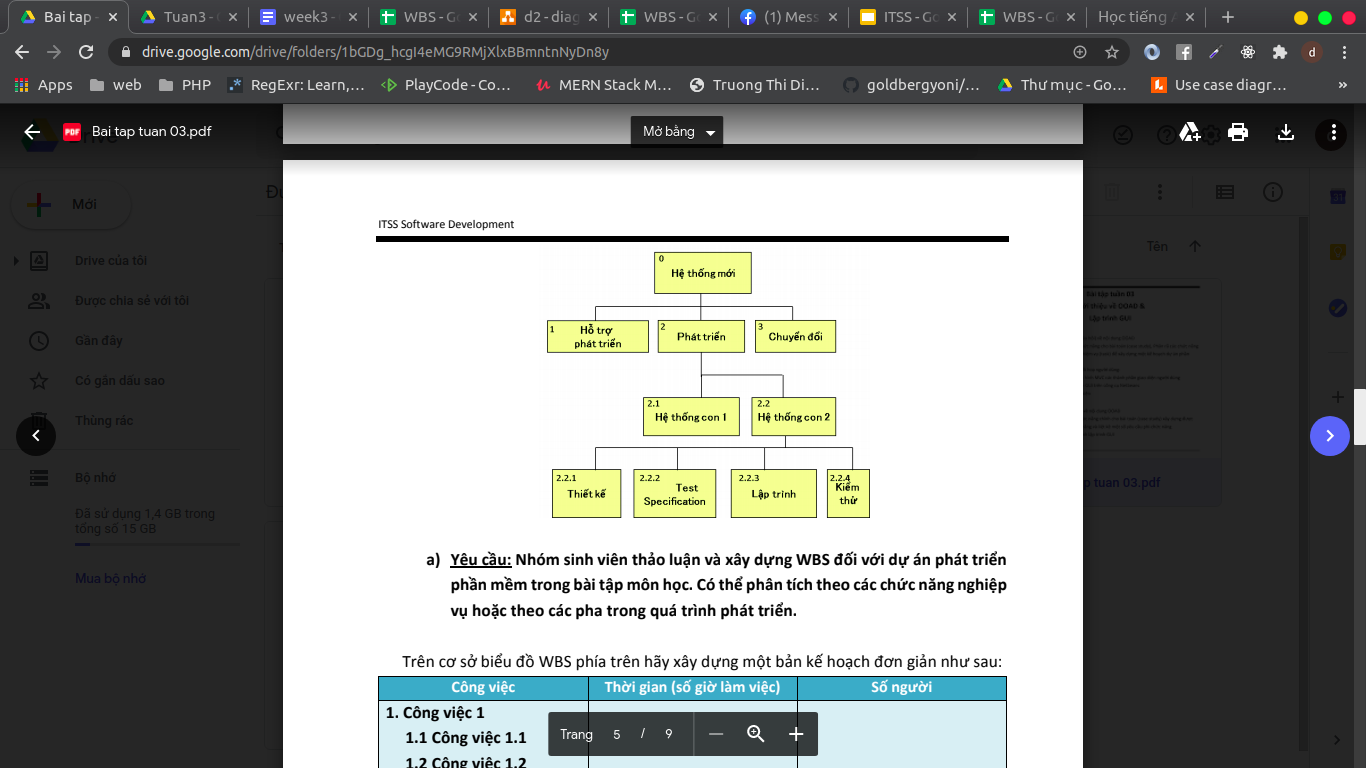 Bai tap -
Tuan3 -
week3 -
WBS - Go
d2 - diag
WBS - Go
(1) Mess
ITSS - Go
WBS - Go
Học tiếng A
drive.google.com/drive/folders/1bGDg_hcgI4eMG9RMjXlxBBmntnNyDn8y
d
Apps
web
PHP
RegExr: Learn,...
PlayCode - Co...
MERN Stack M...
Truong Thi Di...
goldbergyoni/...
Thư mục - Go...
Use case diagr...
»
PDF
Bai tap tuan 03.pdf
Mở bằng
Mới
Tên
Drive của tôi
Được chia sẻ với tôi
Gần đây
Có gắn dấu sao
Thùng rác
Bộ nhớ
Đã sử dụng 1,4 GB trong
tổng số 15 GB
Mua bộ nhớ
tuan 03.pdf
ITSS Software Development
0
Hệ thống mới
1
Hỗ trợ
phát triển
2
Phát triển
3
Chuyển đổi
2.1
Hệ thống con 1
2.2
Hệ thống con 2
2.2.1
Thiết kế
2.2.2
Test
Specification
2.2.3
Lập trình
2.2.4
Kiểm
thử
a) Yêu cầu: Nhóm sinh viên thảo luận và xây dựng WBS đối với dự án phát triển
phần mềm trong bài tập môn học. Có thể phân tích theo các chức năng nghiệp
vụ hoặc theo các pha trong quá trình phát triển.
Trên cơ sở biểu đồ WBS phía trên hãy xây dựng một bản kế hoạch đơn giản như sau:
Công việc
Thời gian (số giờ làm việc)
Số người
1. Công việc 1
1.1 Công việc 1.1
1.2 Công việc 1.2
Trang 5 / 9